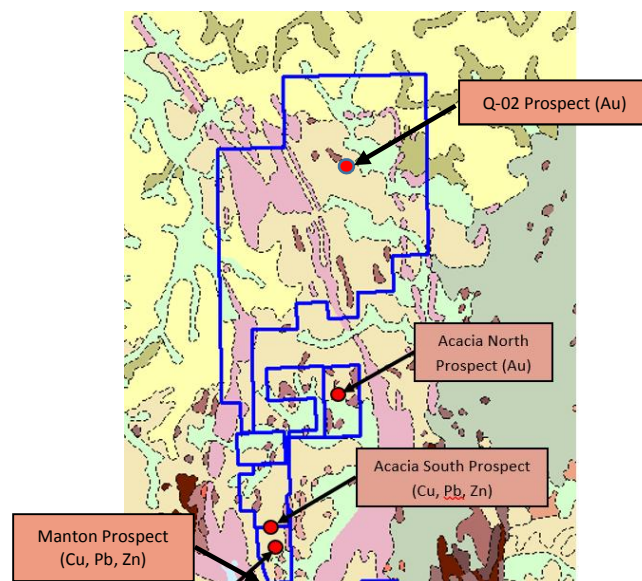 Q-02 Prospect (Au)
Acacia North
Prospect (Au)
Acacia South Prospect
(Cu, Pb, Zn)
Manton Prospect
(Cu, Pb, Zn)